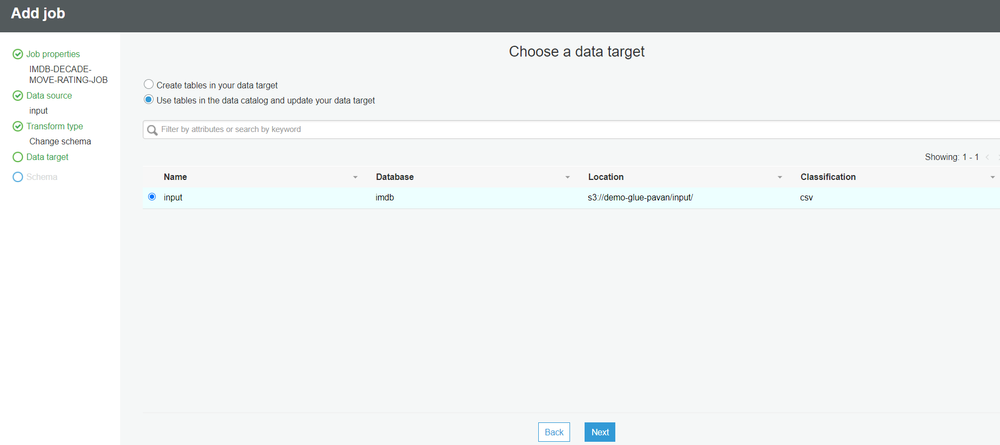 Add job
Job properties
IMDB-DECADE-
MOVE-RATING-JOB
Data source
input
Transform type
Change schema
Data target
Schema
Choose a data target
Create tables in your data target
Use tables in the data catalog and update your data target
Filter by attributes or search by keyword
Showing: 1 - 1
Name Database Location Classification
input imdb s3://demo-glue-pavan/input/ csv
Back Next